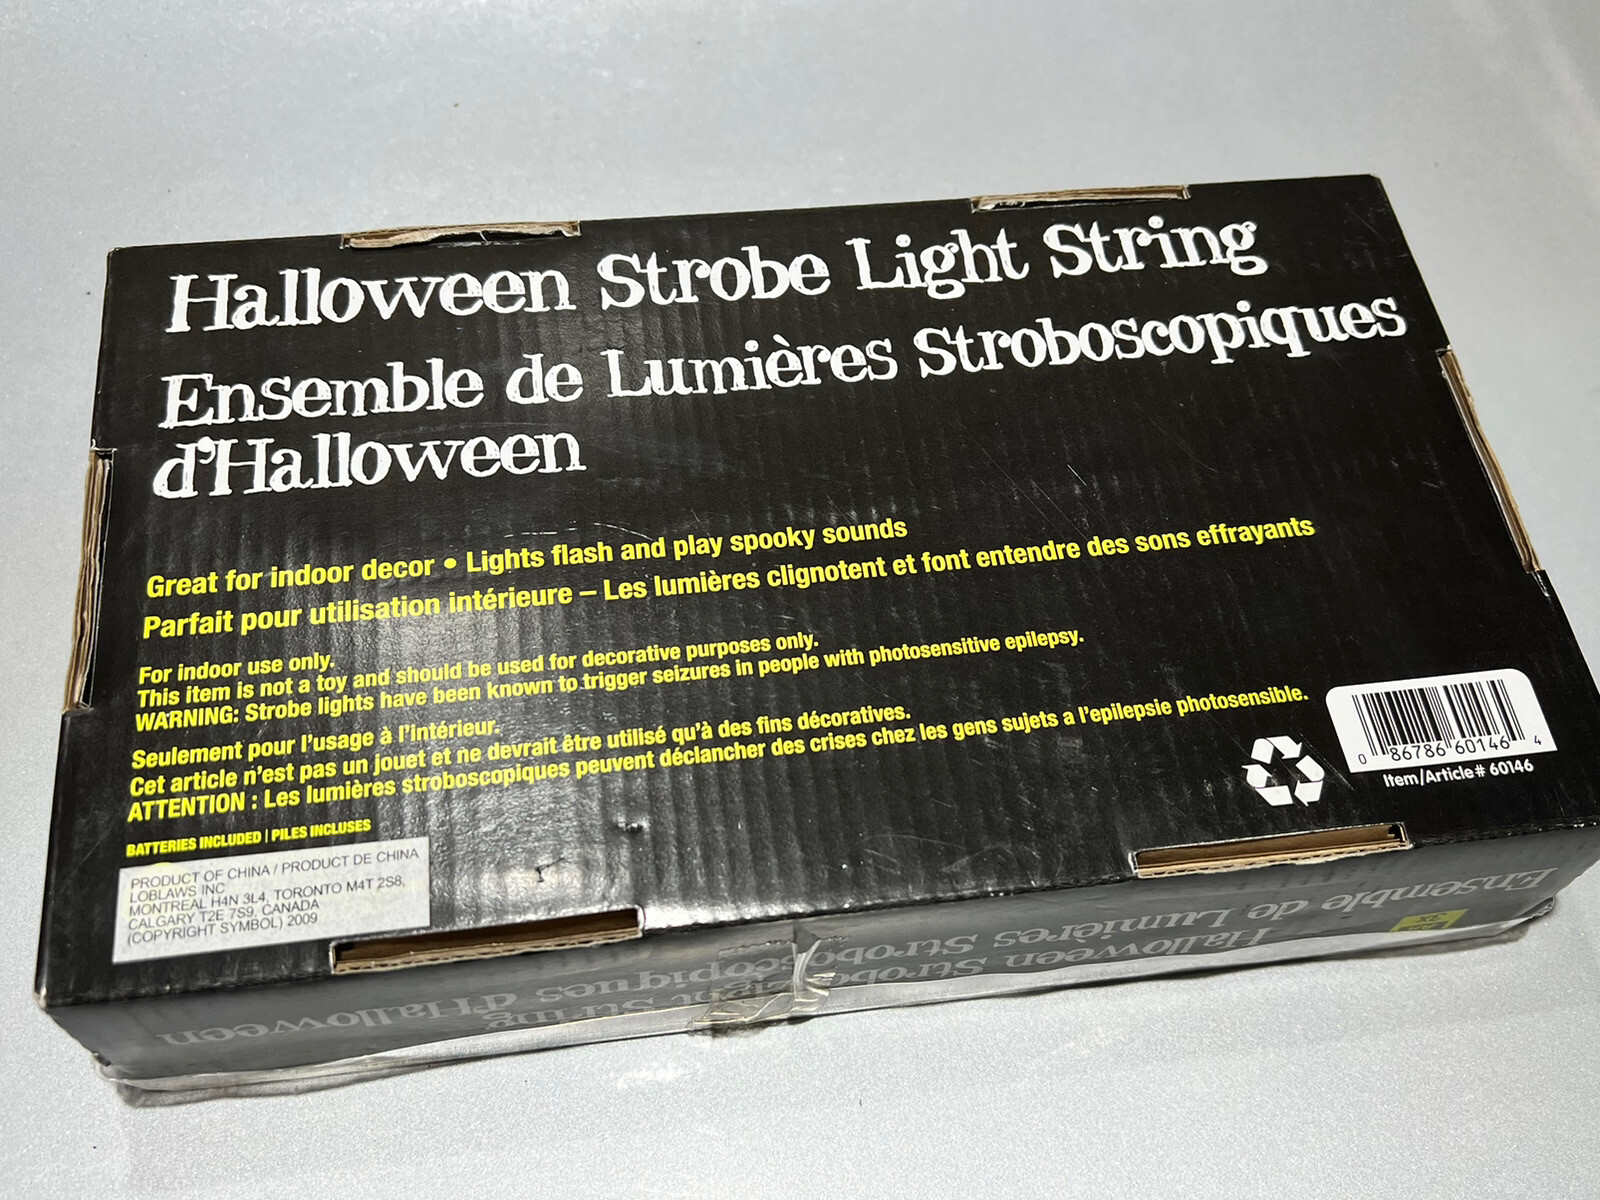 Halloween Strobe Light String
Ensemble de Lumières Stroboscopiques
d'Halloween
Great for indoor decor • Lights flash and play spooky sounds
Parfait pour utilisation intérieure – Les lumières clignotent et font entendre des sons effrayants
For indoor use only.
This item is not a toy and should be used for decorative purposes only.
WARNING: Strobe lights have been known to trigger seizures in people with photosensitive epilepsy.
Seulement pour l'usage à l'intérieur.
Cet article n'est pas un jouet et ne devrait être utilisé qu'à des fins décoratives.
ATTENTION : Les lumières stroboscopiques peuvent déclancher des crises chez les gens sujets a l'epilepsie photosensible.
BATTERIES INCLUDED | PILES INCLUSES
PRODUCT OF CHINA / PRODUCT DE CHINA
LOBLAWS INC
MONTREAL H4N 3L4, TORONTO M4T 2S8,
CALGARY T2E 7S9, CANADA
(COPYRIGHT SYMBOL) 2009
0 86786 60146 4
Item/Article# 60146
Halloween Strobe Light String
Ensemble de Lumières Stroboscopiques d'Halloween